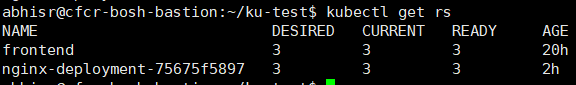 abhisr@cfcr-bosh-bastion:~/ku-test$ kubectl get rs
NAME DESIRED CURRENT READY AGE
frontend 3 3 3 20h
nginx-deployment-75675f5897 3 3 3 2h